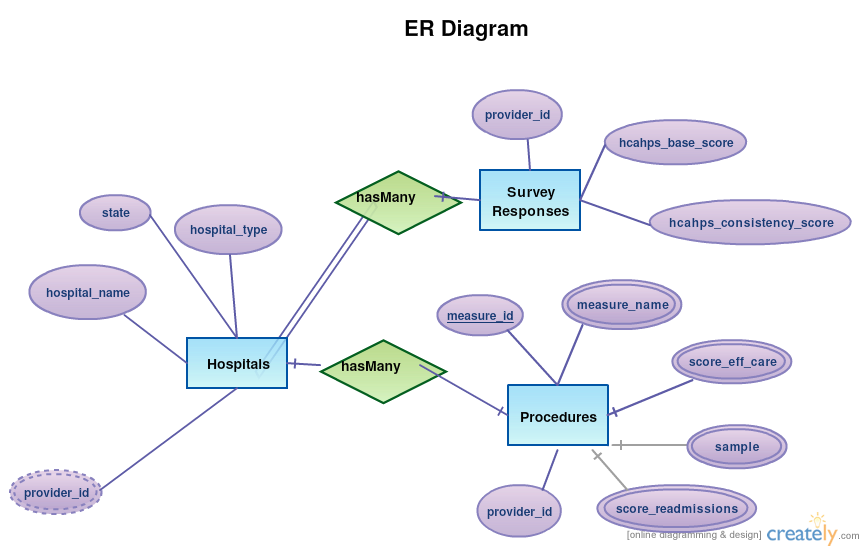 ER Diagram
provider_id
hcahps_base_score
Survey
Responses
hasMany
state
hospital_type
hcahps_consistency_score
hospital_name
measure_id
measure_name
Hospitals
hasMany
score_eff_care
Procedures
sample
provider_id
provider_id
score_readmissions
[online diagramming & design]
creately.com